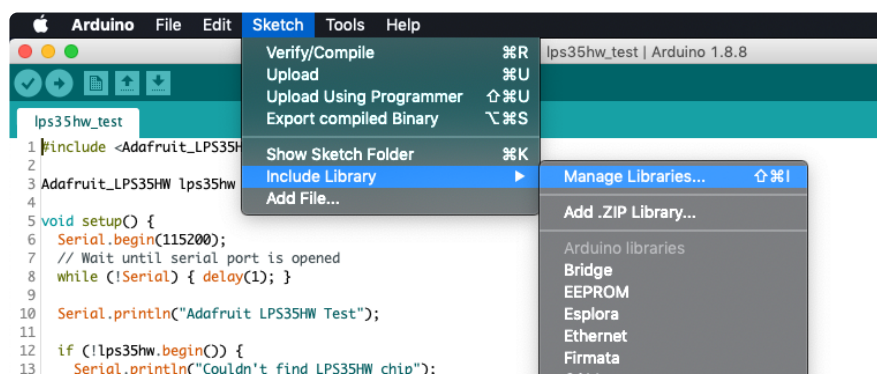 Arduino File Edit Sketch Tools Help
lps35hw_test | Arduino 1.8.8
Verify/Compile ⌘R
Upload ⌘U
Upload Using Programmer ⇧⌘U
Export compiled Binary ⌥⌘S
Show Sketch Folder ⌘K
Include Library ▶
Add File...
Manage Libraries... ⇧⌘I
Add .ZIP Library...
Arduino libraries
Bridge
EEPROM
Esplora
Ethernet
Firmata
lps35hw_test
1 #include <Adafruit_LPS35H
2
3 Adafruit_LPS35HW lps35hw
4
5 void setup() {
6 Serial.begin(115200);
7 // Wait until serial port is opened
8 while (!Serial) { delay(1); }
9
10 Serial.println("Adafruit LPS35HW Test");
11
12 if (!lps35hw.begin()) {
13 Serial.println("Couldn't find LPS35HW chip");